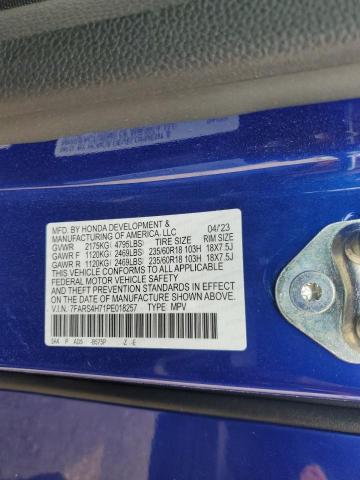 MFD. BY HONDA DEVELOPMENT &
MANUFACTURING OF AMERICA, LLC 04/'23
GVWR 2175KG( 4795LBS) TIRE SIZE RIM SIZE
GAWR F 1120KG( 2469LBS) 235/60R18 103H 18X7.5J
GAWR R 1120KG( 2469LBS) 235/60R18 103H 18X7.5J
THIS VEHICLE CONFORMS TO ALL APPLICABLE
FEDERAL MOTOR VEHICLE SAFETY
AND THEFT PREVENTION STANDARDS IN EFFECT ON
THE DATE OF MANUFACTURE SHOWN ABOVE.
V.I.N. 7FARS4H71PE018257 TYPE MPV
P ADS B575P Z -E